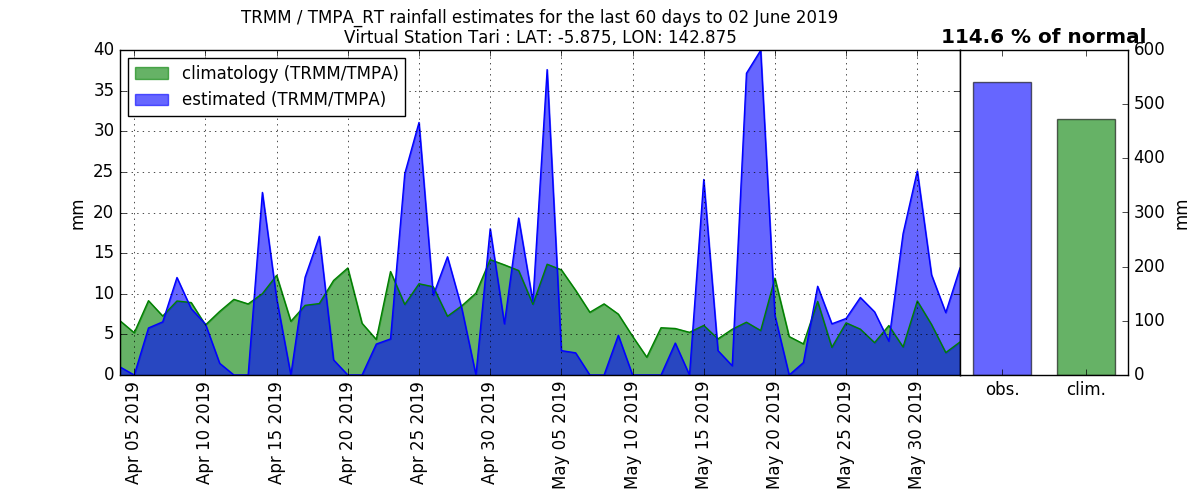 TRMM / TMPA_RT rainfall estimates for the last 60 days to 02 June 2019
Virtual Station Tari : LAT: -5.875, LON: 142.875
114.6 % of normal
climatology (TRMM/TMPA)
estimated (TRMM/TMPA)
mm
40
35
30
25
20
15
10
5
0
Apr 05 2019
Apr 10 2019
Apr 15 2019
Apr 20 2019
Apr 25 2019
Apr 30 2019
May 05 2019
May 10 2019
May 15 2019
May 20 2019
May 25 2019
May 30 2019
obs.
clim.
600
500
400
300
200
100
0
mm